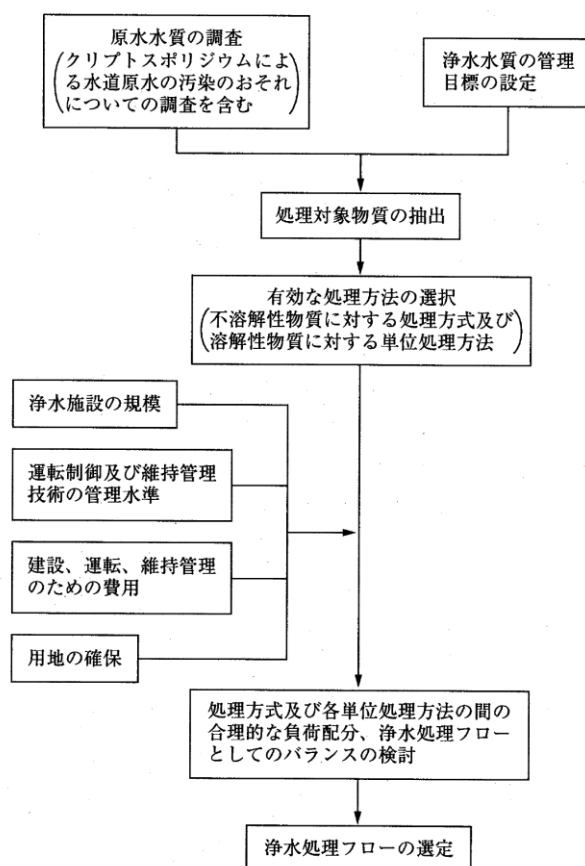 原水水質の調査
クリプトスポリジウムによ
る水道原水の汚染のおそれ
についての調査を含む
浄水水質の管理
目標の設定
処理対象物質の抽出
有効な処理方法の選択
不溶解性物質に対する処理方式及び
溶解性物質に対する単位処理方法
浄水施設の規模
運転制御及び維持管理
技術の管理水準
建設、運転、維持管理
のための費用
用地の確保
処理方式及び各単位処理方法の間の
合理的な負荷配分、浄水処理フロー
としてのバランスの検討
浄水処理フローの選定